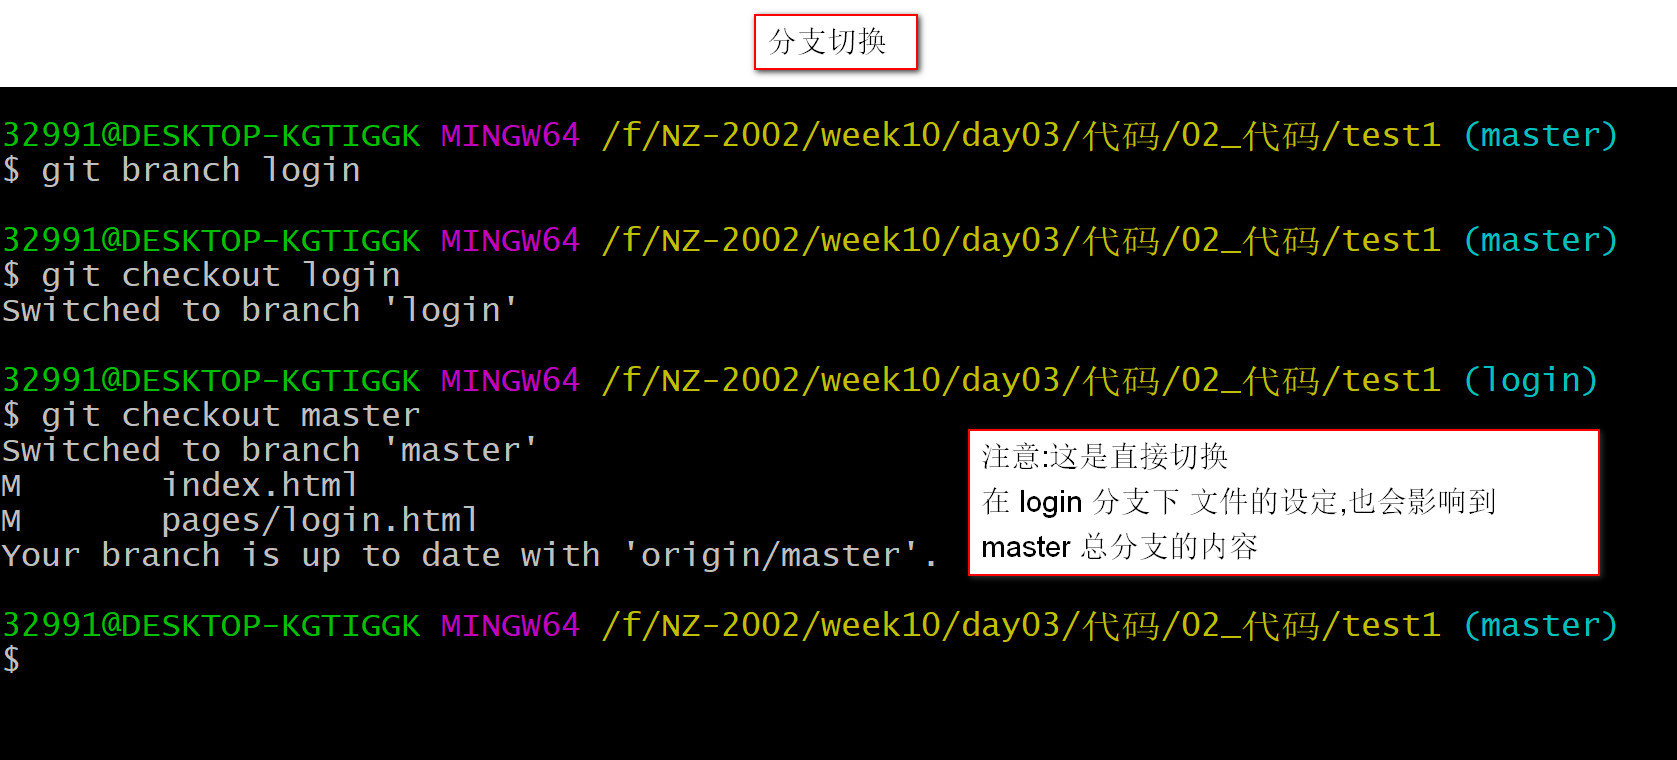 分支切换
32991@DESKTOP-KGTIGGK MINGW64 /f/NZ-2002/week10/day03/代码/02_代码/test1 (master)
$ git branch login
32991@DESKTOP-KGTIGGK MINGW64 /f/NZ-2002/week10/day03/代码/02_代码/test1 (master)
$ git checkout login
Switched to branch 'login'
32991@DESKTOP-KGTIGGK MINGW64 /f/NZ-2002/week10/day03/代码/02_代码/test1 (login)
$ git checkout master
Switched to branch 'master'
M       index.html
M       pages/login.html
Your branch is up to date with 'origin/master'.
注意:这是直接切换
在 login 分支下 文件的设定,也会影响到
master 总分支的内容
32991@DESKTOP-KGTIGGK MINGW64 /f/NZ-2002/week10/day03/代码/02_代码/test1 (master)
$